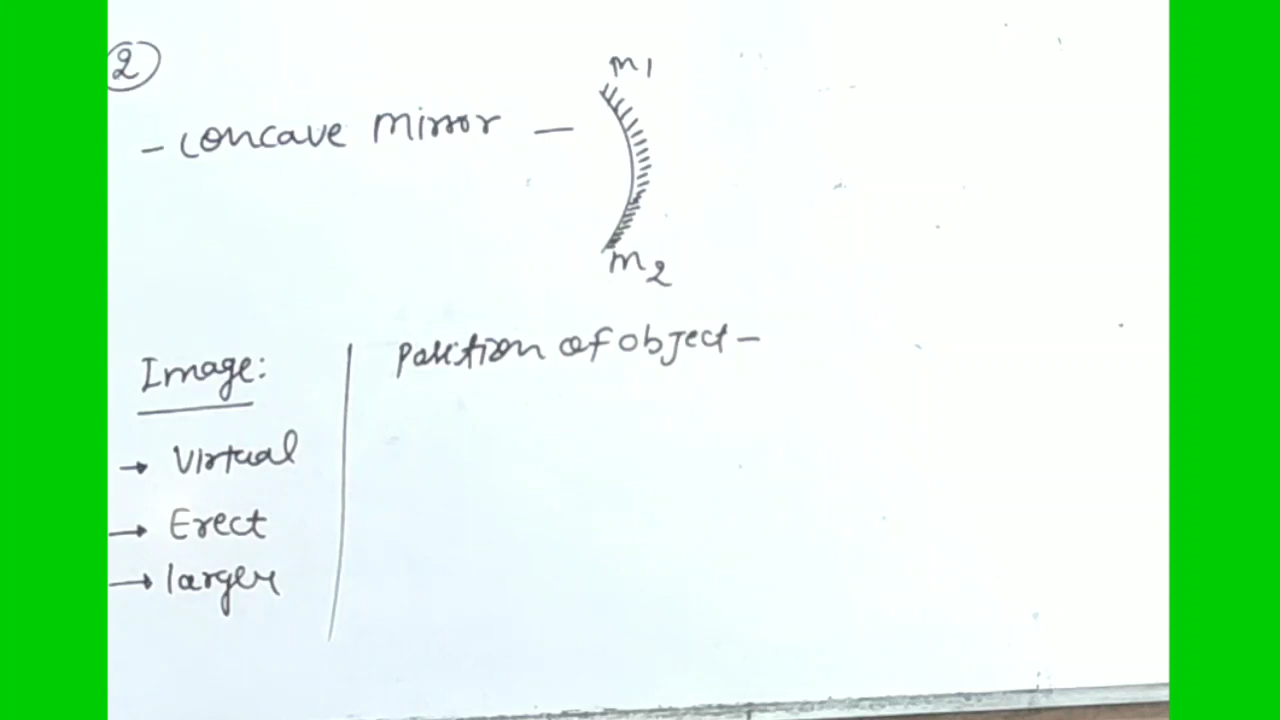 2
- concave mirror -
m1
m2
Image:
→ Virtual
→ Erect
→ larger
Position of object -